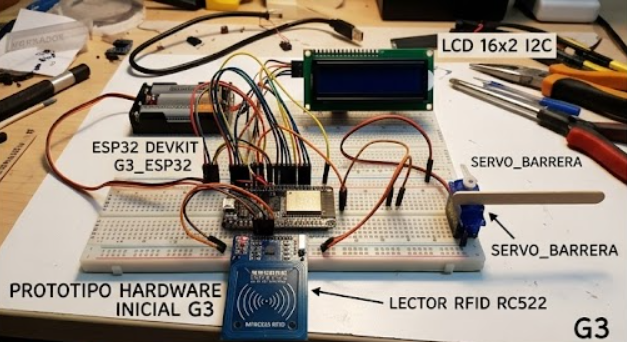 LCD 16x2 I2C
ESP32 DEVKIT
G3_ESP32
SERVO_BARRERA
SERVO_BARRERA
PROTOTIPO HARDWARE
INICIAL G3
LECTOR RFID RC522
G3